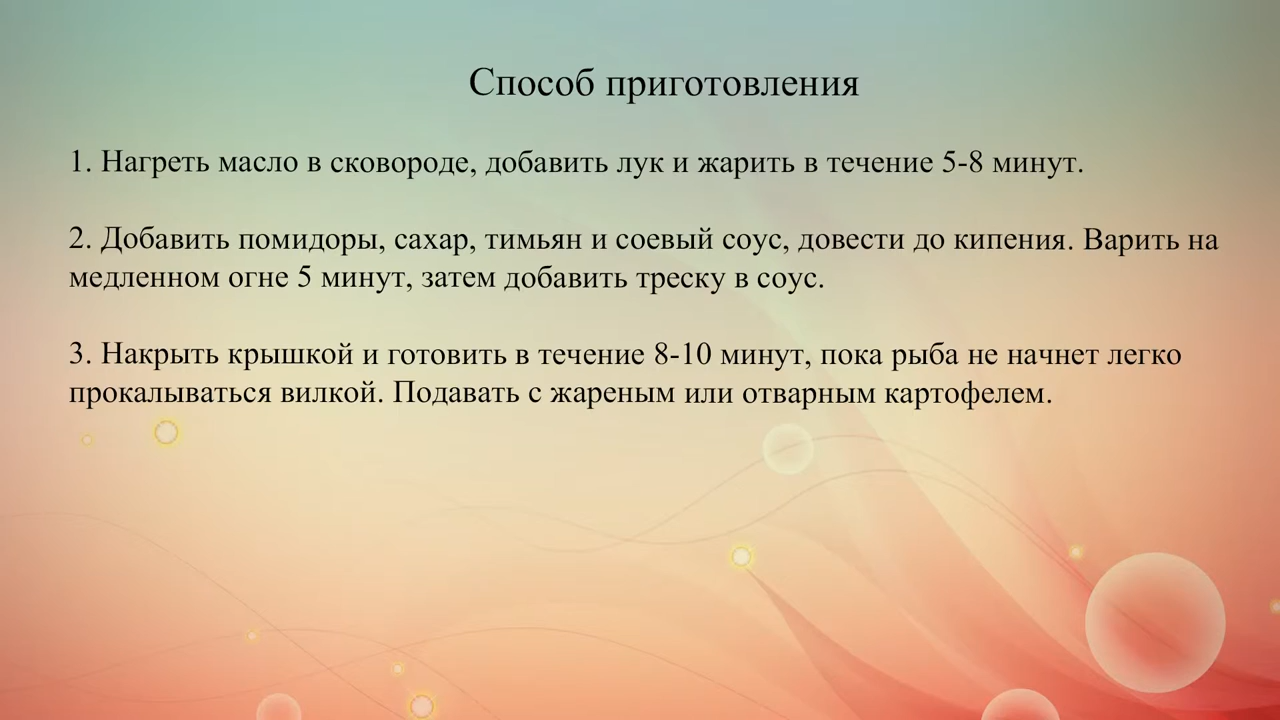 Способ приготовления
1. Нагреть масло в сковороде, добавить лук и жарить в течение 5-8 минут.
2. Добавить помидоры, сахар, тимьян и соевый соус, довести до кипения. Варить на
медленном огне 5 минут, затем добавить треску в соус.
3. Накрыть крышкой и готовить в течение 8-10 минут, пока рыба не начнет легко
прокалываться вилкой. Подавать с жареным или отварным картофелем.